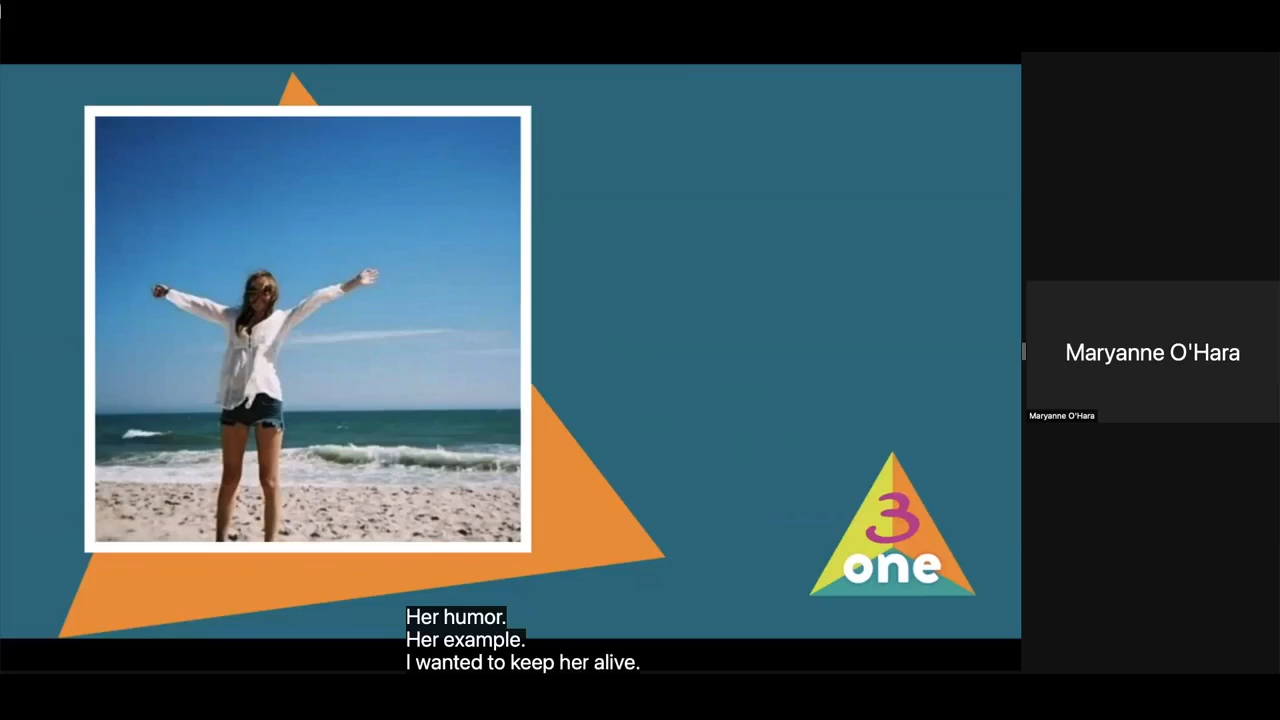 Maryanne O'Hara
Maryanne O'Hara
3
one
Her humor.
Her example.
I wanted to keep her alive.